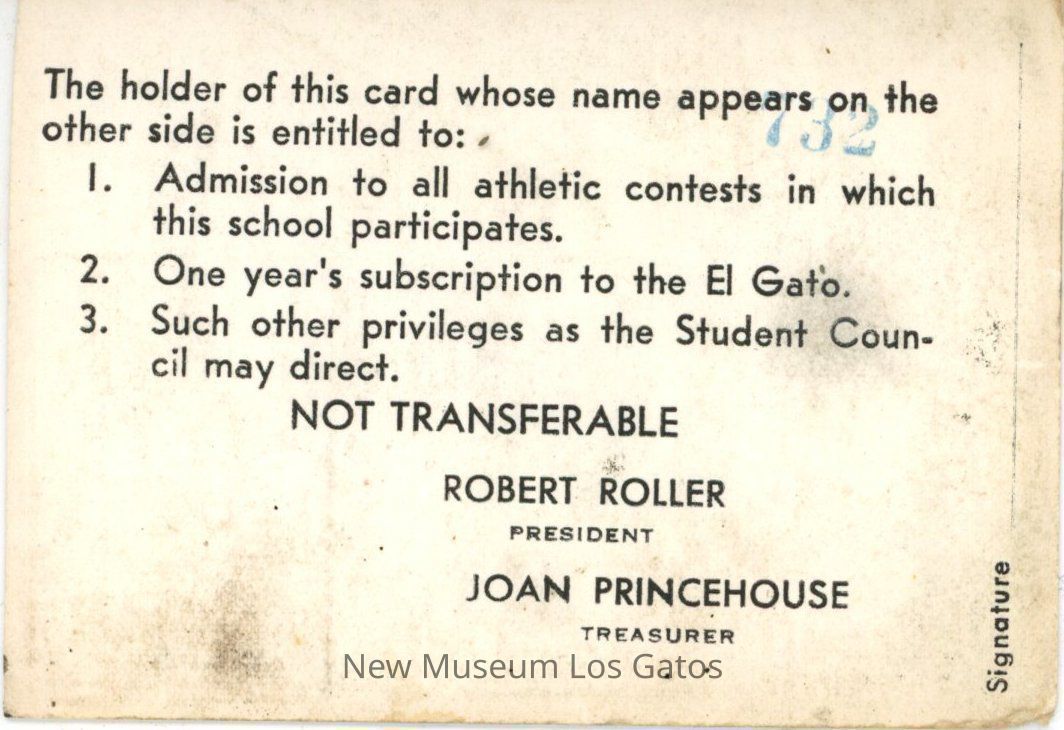 The holder of this card whose name appears on the
732
other side is entitled to:
1. Admission to all athletic contests in which
this school participates.
2. One year's subscription to the El Gato.
3. Such other privileges as the Student Coun-
cil may direct.
NOT TRANSFERABLE
ROBERT ROLLER
PRESIDENT
JOAN PRINCEHOUSE
TREASURER
Signature
New Museum Los Gatos